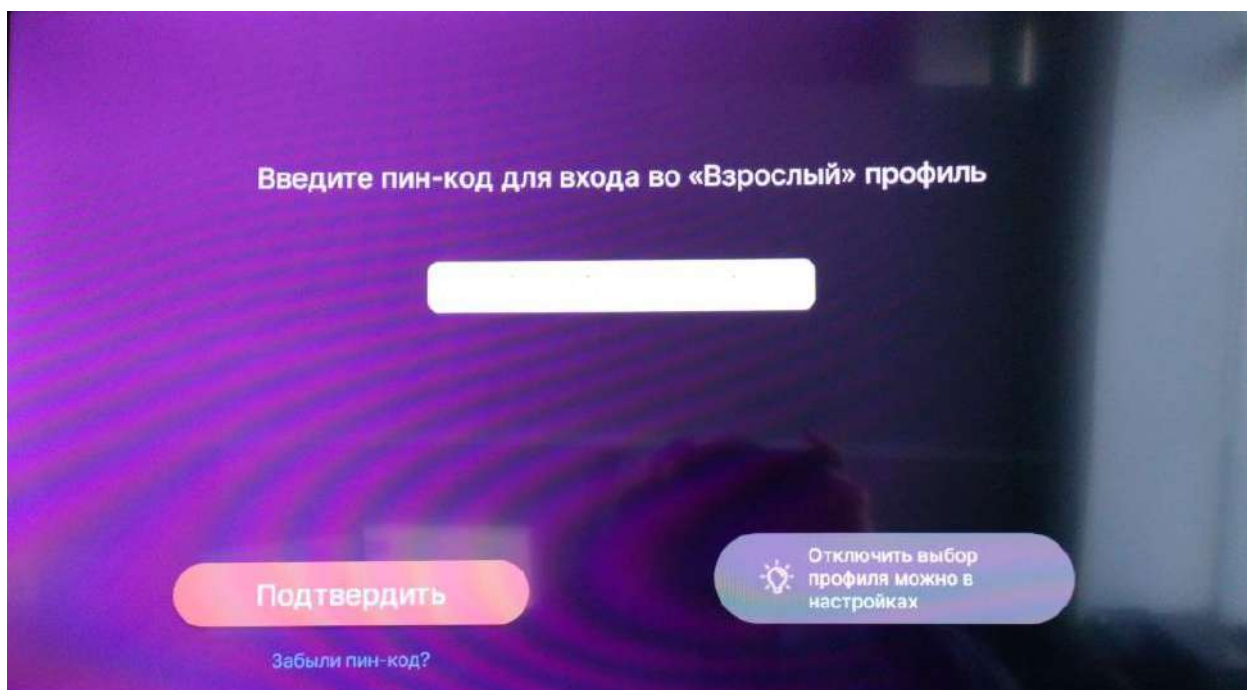 Введите пин-код для входа во «Взрослый» профиль
Отключить выбор
профиля можно в
настройках
Подтвердить
Забыли пин-код?